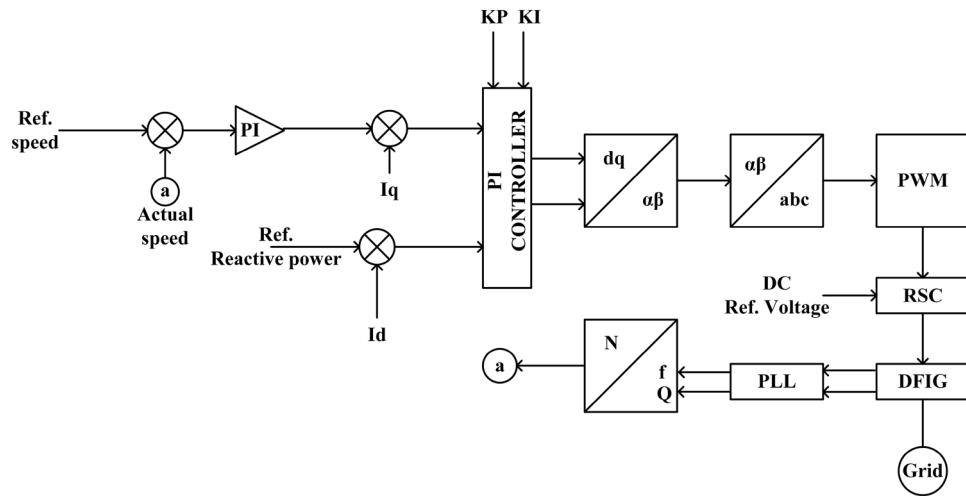 KP KI
Ref.
speed
PI
a
Actual
speed
Iq
Ref.
Reactive power
Id
PI
CONTROLLER
dq
αβ
αβ
abc
PWM
DC
Ref. Voltage
RSC
a
N
f
Q
PLL
DFIG
Grid